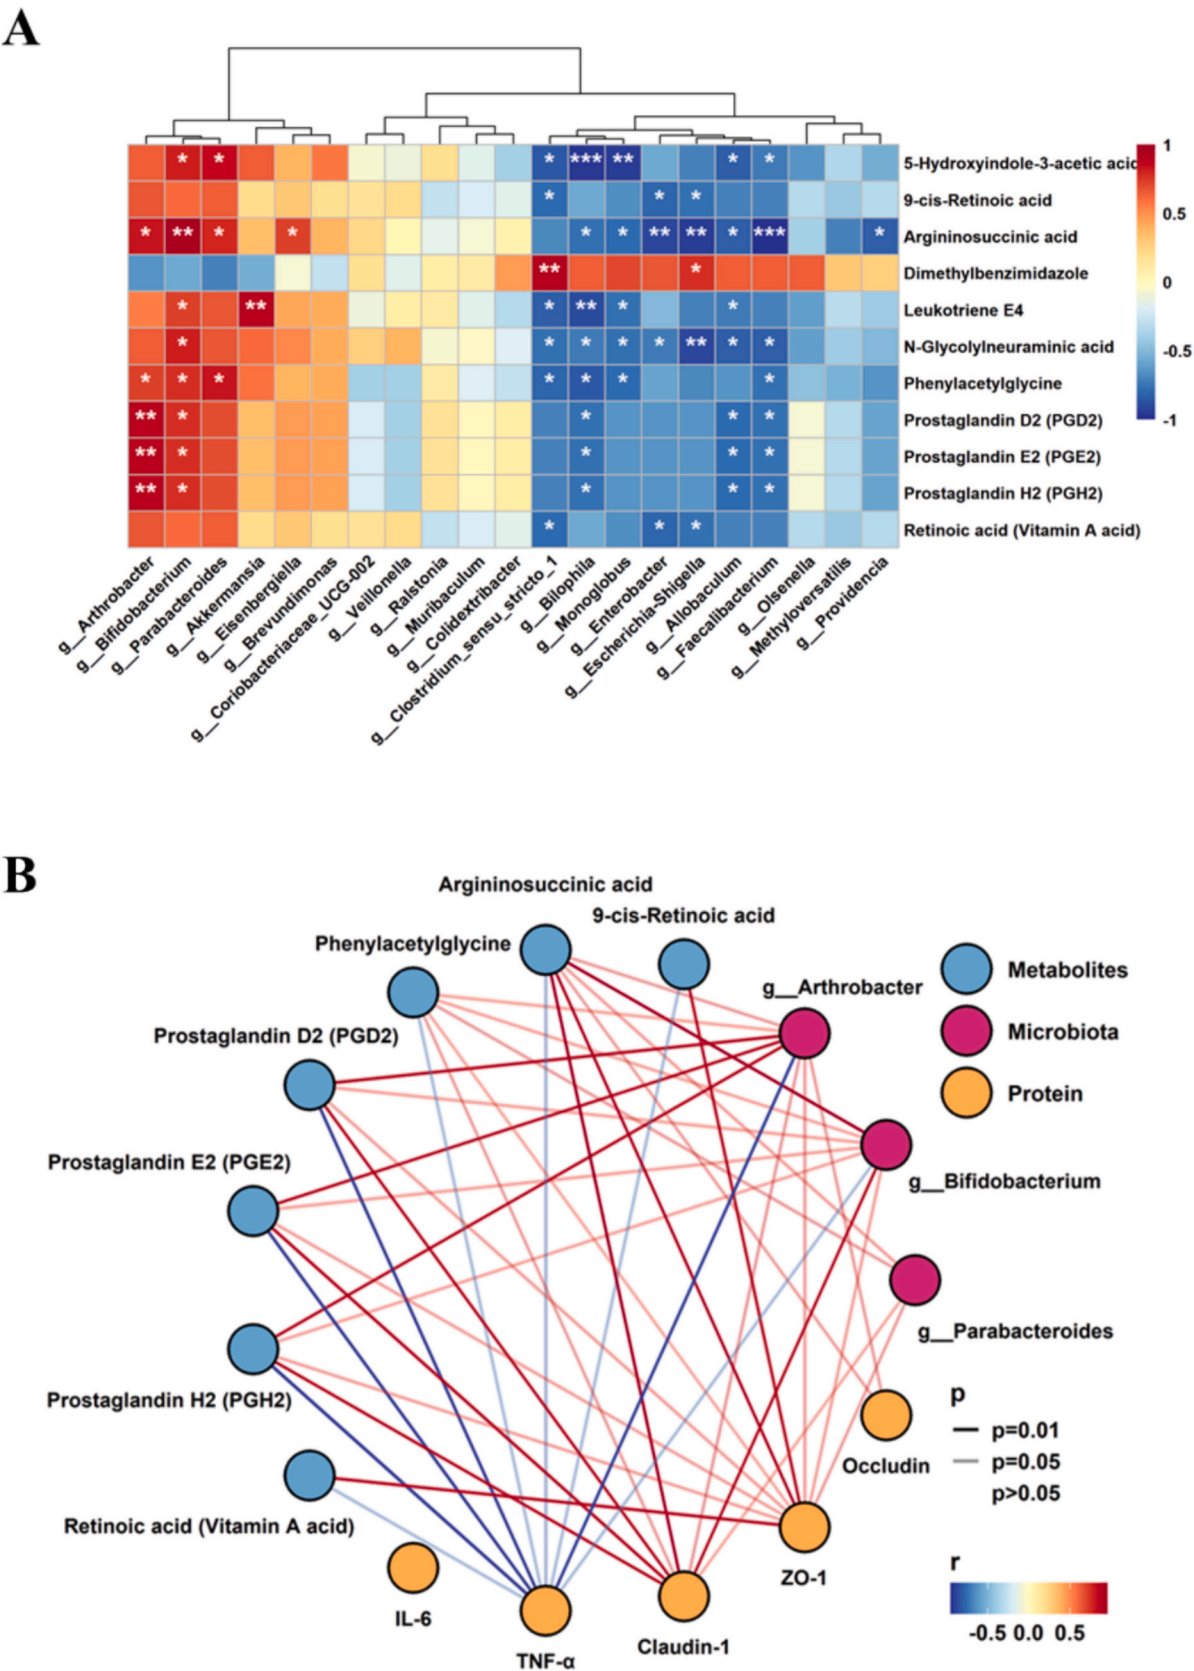 A
* * * *** ** * * 5-Hydroxyindole-3-acetic acid 1
* * * 9-cis-Retinoic acid 0.5
* ** * * * * ** ** * *** * Argininosuccinic acid
** * Dimethylbenzimidazole 0
* ** * ** * * Leukotriene E4
* * * * * ** * * N-Glycolylneuraminic acid -0.5
* * * * * * * Phenylacetylglycine
** * * * * Prostaglandin D2 (PGD2) -1
** * * * * Prostaglandin E2 (PGE2)
** * * * * Prostaglandin H2 (PGH2)
* * * Retinoic acid (Vitamin A acid)
g__Arthrobacter
g__Bifidobacterium
g__Parabacteroides
g__Akkermansia
g__Eisenbergiella
g__Brevundimonas
g__Coriobacteriaceae_UCG-002
g__Veillonella
g__Ralstonia
g__Muribaculum
g__Colidextribacter
g__Clostridium_sensu_stricto_1
g__Bilophila
g__Monoglobus
g__Enterobacter
g__Escherichia-Shigella
g__Allobaculum
g__Faecalibacterium
g__Olsenella
g__Methyloversatilis
g__Providencia
B
Argininosuccinic acid
9-cis-Retinoic acid
Phenylacetylglycine
Metabolites
g__Arthrobacter
Prostaglandin D2 (PGD2)
Microbiota
Protein
Prostaglandin E2 (PGE2)
g__Bifidobacterium
g__Parabacteroides
Prostaglandin H2 (PGH2)
p
p=0.01
Occludin
p=0.05
p>0.05
Retinoic acid (Vitamin A acid)
r
ZO-1
IL-6
-0.5 0.0 0.5
Claudin-1
TNF-α